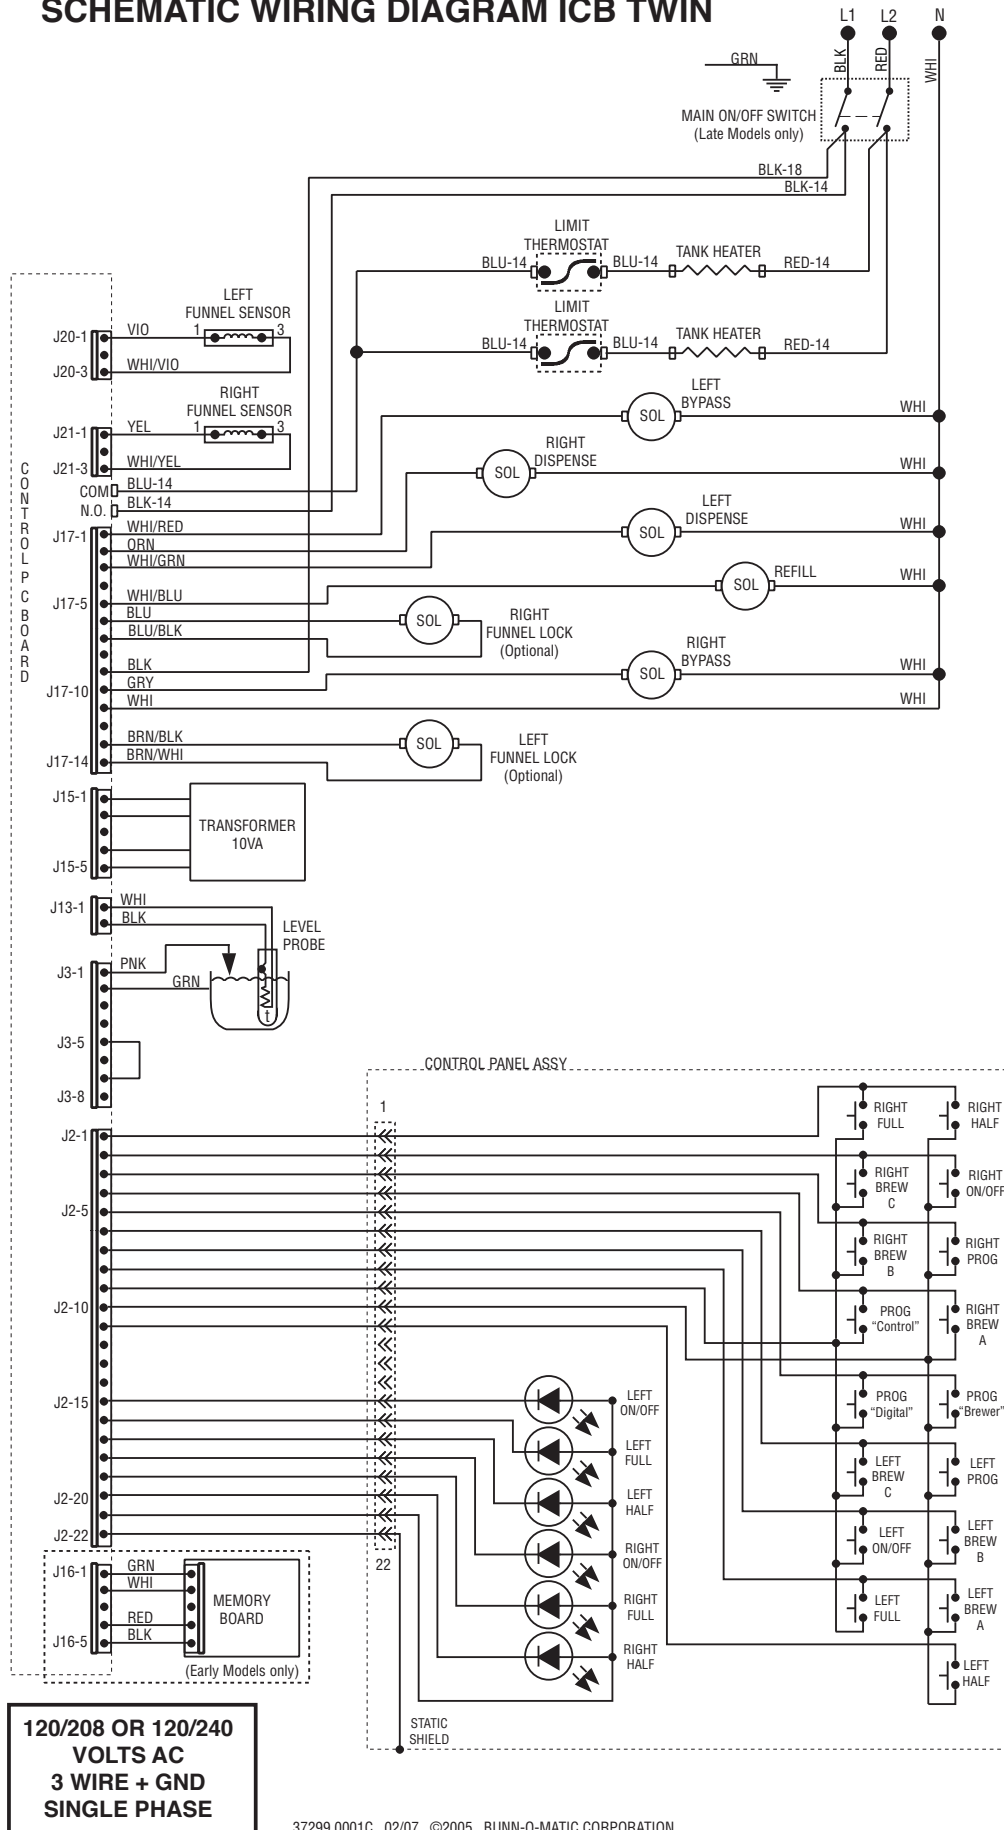 SCHEMATIC WIRING DIAGRAM ICB TWIN
L1 L2 N
BLK RED WHI
GRN
MAIN ON/OFF SWITCH
(Late Models only)
BLK-18
BLK-14
LIMIT
THERMOSTAT
BLU-14 BLU-14
TANK HEATER
RED-14
LIMIT
THERMOSTAT
BLU-14 BLU-14
TANK HEATER
RED-14
CONTROL PC BOARD
LEFT
FUNNEL SENSOR
J20-1 VIO 1 3
J20-3 WHI/VIO
RIGHT
FUNNEL SENSOR
J21-1 YEL 1 3
J21-3 WHI/YEL
COM BLU-14
N.O. BLK-14
J17-1 WHI/RED
ORN
WHI/GRN
J17-5 WHI/BLU
BLU
BLU/BLK
BLK
J17-10 GRY
WHI
BRN/BLK
J17-14 BRN/WHI
SOL LEFT
BYPASS
WHI
SOL RIGHT
DISPENSE
WHI
SOL LEFT
DISPENSE
WHI
SOL REFILL
WHI
SOL RIGHT
FUNNEL LOCK
(Optional)
SOL RIGHT
BYPASS
WHI
WHI
SOL LEFT
FUNNEL LOCK
(Optional)
J15-1
J15-5
TRANSFORMER
10VA
J13-1 WHI
BLK
LEVEL
PROBE
t
J3-1 PNK
GRN
J3-5
J3-8
CONTROL PANEL ASSY
1
22
J2-1
J2-5
J2-10
J2-15
J2-20
J2-22
RIGHT
FULL
RIGHT
HALF
RIGHT
BREW
C
RIGHT
ON/OFF
RIGHT
BREW
B
RIGHT
PROG
PROG
“Control”
RIGHT
BREW
A
PROG
“Digital”
PROG
“Brewer”
LEFT
BREW
C
LEFT
PROG
LEFT
ON/OFF
LEFT
BREW
B
LEFT
FULL
LEFT
BREW
A
LEFT
HALF
LEFT
ON/OFF
LEFT
FULL
LEFT
HALF
RIGHT
ON/OFF
RIGHT
FULL
RIGHT
HALF
STATIC
SHIELD
J16-1 GRN
WHI
RED
J16-5 BLK
MEMORY
BOARD
(Early Models only)
120/208 OR 120/240
VOLTS AC
3 WIRE + GND
SINGLE PHASE
37299.0001C 02/07 ©2005 BUNN-O-MATIC CORPORATION